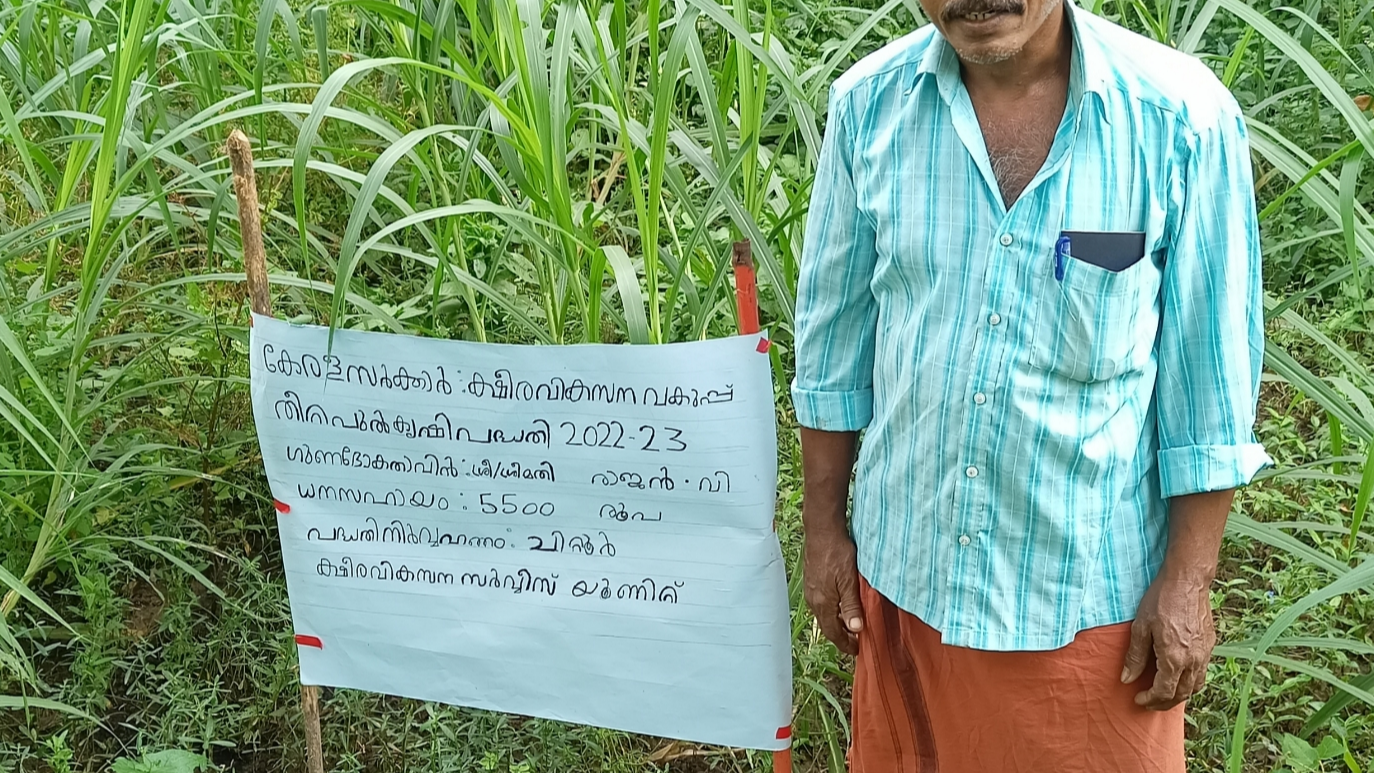 കേരളസർക്കാർ : ക്ഷീരവികസന വകുപ്പ്
തീറ്റപുൽകൃഷി പദ്ധതി 2022-23
ഗുണഭോകതാവിൻ : ശ്രീ/ശ്രീമതി രാജൻ . വി
ധനസഹായം : 5500 രൂപ
പദ്ധതിനിർവ്വഹണം : ചിറ്റൂർ
ക്ഷീരവികസന സർവ്വീസ് യൂണിറ്റ്